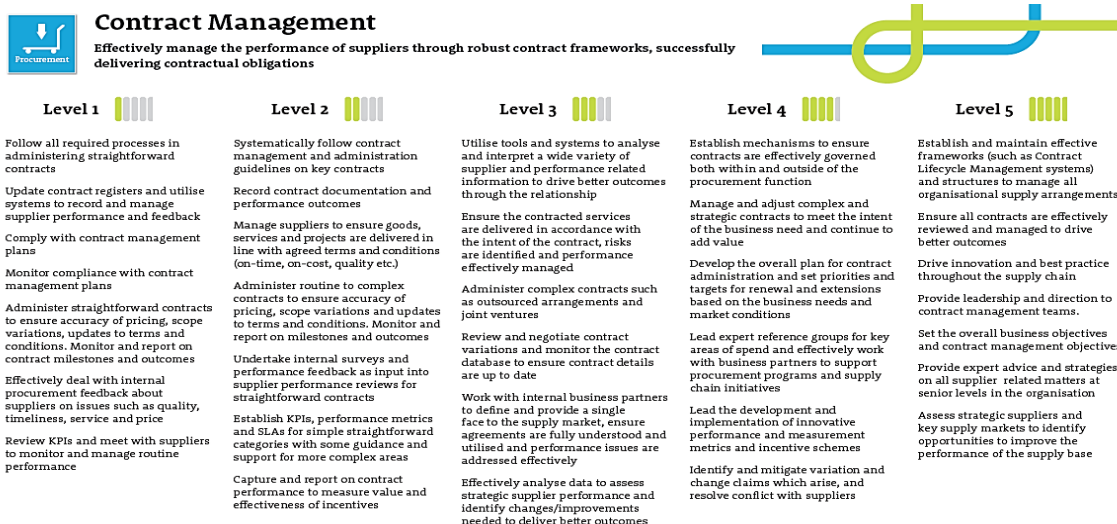 Procurement
Contract Management
Effectively manage the performance of suppliers through robust contract frameworks, successfully
delivering contractual obligations
Level 1
Follow all required processes in
administering straightforward
contracts
Update contract registers and utilise
systems to record and manage
supplier performance and feedback
Comply with contract management
plans
Monitor compliance with contract
management plans
Administer straightforward contracts
to ensure accuracy of pricing, scope
variations, updates to terms and
conditions. Monitor and report on
contract milestones and outcomes
Effectively deal with internal
procurement feedback about
suppliers on issues such as quality,
timeliness, service and price
Review KPIs and meet with suppliers
to monitor and manage routine
performance
Level 2
Systematically follow contract
management and administration
guidelines on key contracts
Record contract documentation and
performance outcomes
Manage suppliers to ensure goods,
services and projects are delivered in
line with agreed terms and conditions
(on-time, on-cost, quality etc.)
Administer routine to complex
contracts to ensure accuracy of
pricing, scope variations and updates
to terms and conditions. Monitor and
report on milestones and outcomes
Undertake internal surveys and
performance feedback as input into
supplier performance reviews for
straightforward contracts
Establish KPIs, performance metrics
and SLAs for simple straightforward
categories with some guidance and
support for more complex areas
Capture and report on contract
performance to measure value and
effectiveness of incentives
Level 3
Utilise tools and systems to analyse
and interpret a wide variety of
supplier and performance related
information to drive better outcomes
through the relationship
Ensure the contracted services
are delivered in accordance with
the intent of the contract, risks
are identified and performance
effectively managed
Administer complex contracts such
as outsourced arrangements and
joint ventures
Review and negotiate contract
variations and monitor the contract
database to ensure contract details
are up to date
Work with internal business partners
to define and provide a single
face to the supply market, ensure
agreements are fully understood and
utilised and performance issues are
addressed effectively
Effectively analyse data to assess
strategic supplier performance and
identify changes/improvements
needed to deliver better outcomes
Level 4
Establish mechanisms to ensure
contracts are effectively governed
both within and outside of the
procurement function
Manage and adjust complex and
strategic contracts to meet the intent
of the business need and continue to
add value
Develop the overall plan for contract
administration and set priorities and
targets for renewal and extensions
based on the business needs and
market conditions
Lead expert reference groups for key
areas of spend and effectively work
with business partners to support
procurement programs and supply
chain initiatives
Lead the development and
implementation of innovative
performance and measurement
metrics and incentive schemes
Identify and mitigate variation and
change claims which arise, and
resolve conflict with suppliers
Level 5
Establish and maintain effective
frameworks (such as Contract
Lifecycle Management systems)
and structures to manage all
organisational supply arrangements
Ensure all contracts are effectively
reviewed and managed to drive
better outcomes
Drive innovation and best practice
throughout the supply chain
Provide leadership and direction to
contract management teams.
Set the overall business objectives
and contract management objective
Provide expert advice and strategies
on all supplier related matters at
senior levels in the organisation
Assess strategic suppliers and
key supply markets to identify
opportunities to improve the
performance of the supply base